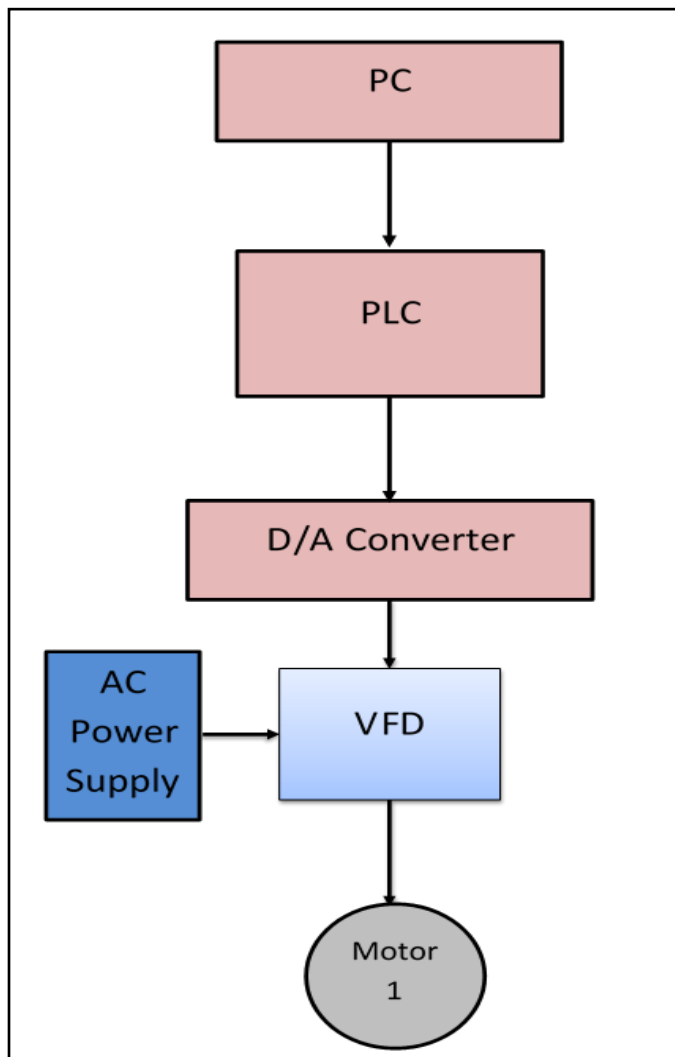 PC
PLC
D/A Converter
AC
Power
Supply
VFD
Motor
1